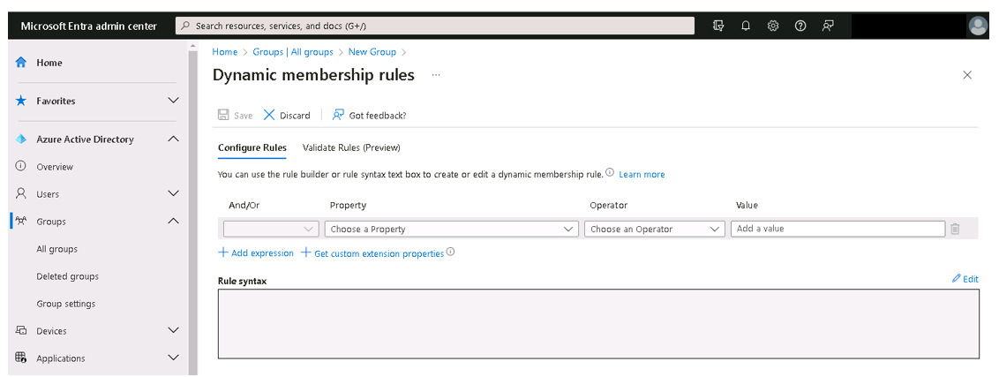 Microsoft Entra admin center
Search resources, services, and docs (G+/)
Home
Favorites
Azure Active Directory
Overview
Users
Groups
All groups
Deleted groups
Group settings
Devices
Applications
Home > Groups | All groups > New Group >
Dynamic membership rules ...
Save Discard Got feedback?
Configure Rules Validate Rules (Preview)
You can use the rule builder or rule syntax text box to create or edit a dynamic membership rule. Learn more
And/Or Property Operator Value
Choose a Property Choose an Operator Add a value
+ Add expression + Get custom extension properties
Rule syntax Edit